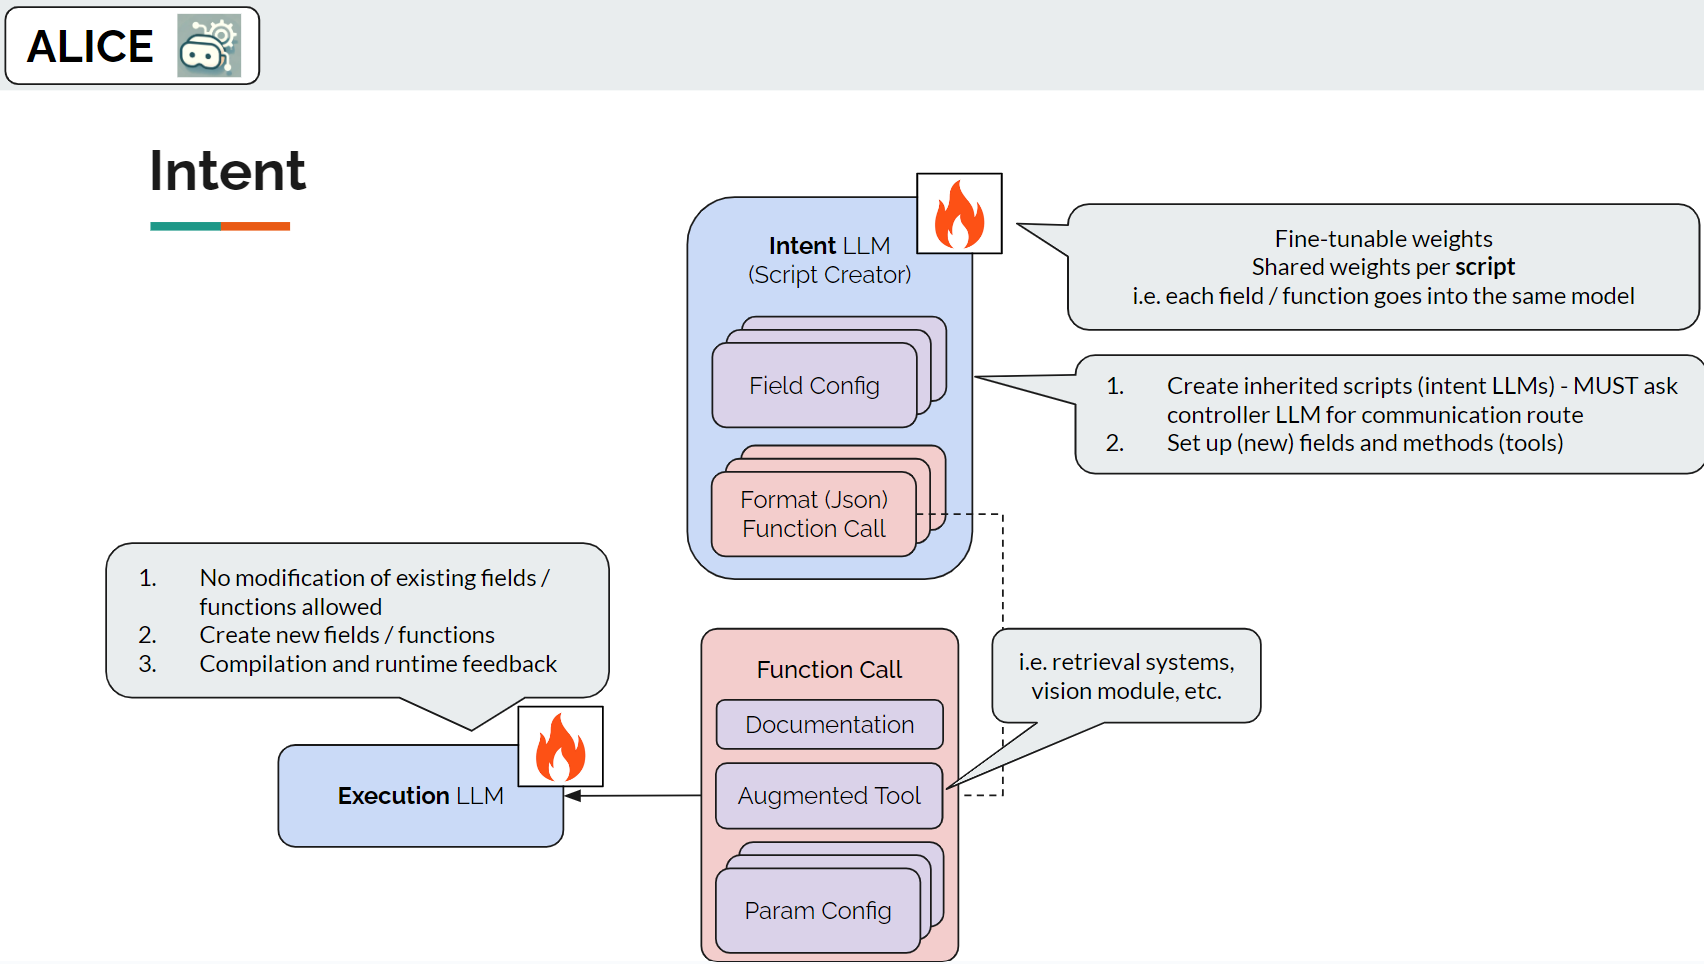 ALICE
Intent
Intent LLM
(Script Creator)
Field Config
Format (Json)
Function Call
Fine-tunable weights
Shared weights per script
i.e. each field / function goes into the same model
1. Create inherited scripts (intent LLMs) - MUST ask
controller LLM for communication route
2. Set up (new) fields and methods (tools)
1. No modification of existing fields /
functions allowed
2. Create new fields / functions
3. Compilation and runtime feedback
Execution LLM
Function Call
Documentation
Augmented Tool
Param Config
i.e. retrieval systems,
vision module, etc.